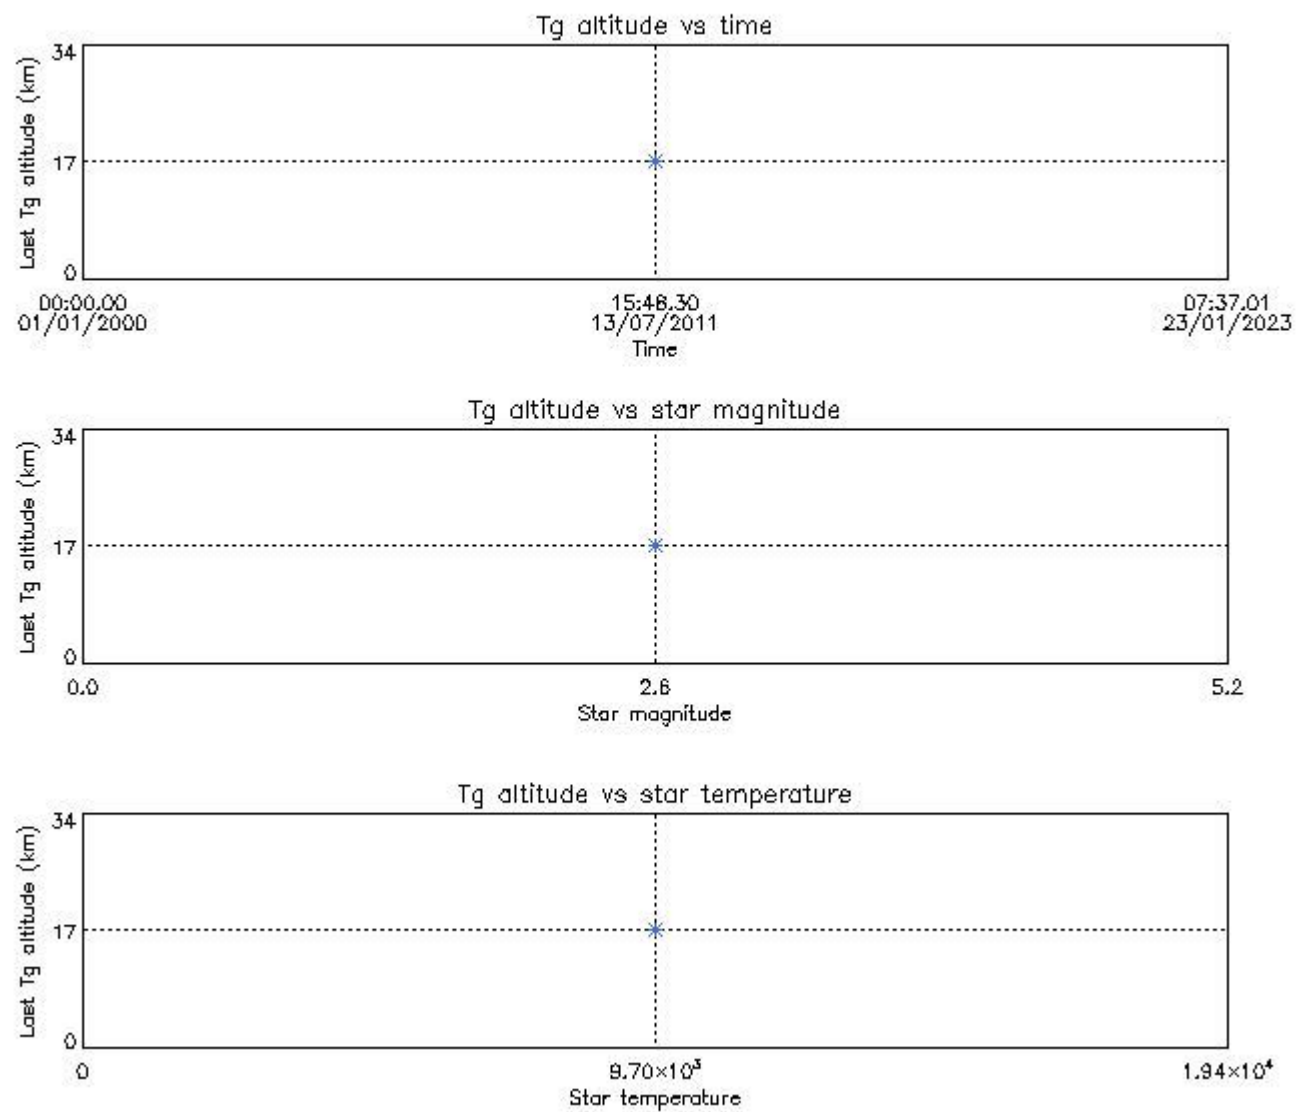 Tg altitude vs time
Last Tg altitude (km)
34
17
0
00:00.00
01/01/2000
15:48.30
13/07/2011
07:37.01
23/01/2023
Time
Tg altitude vs star magnitude
Last Tg altitude (km)
34
17
0
0.0
2.6
5.2
Star magnitude
Tg altitude vs star temperature
Last Tg altitude (km)
34
17
0
0
9.70×10³
1.94×10⁴
Star temperature